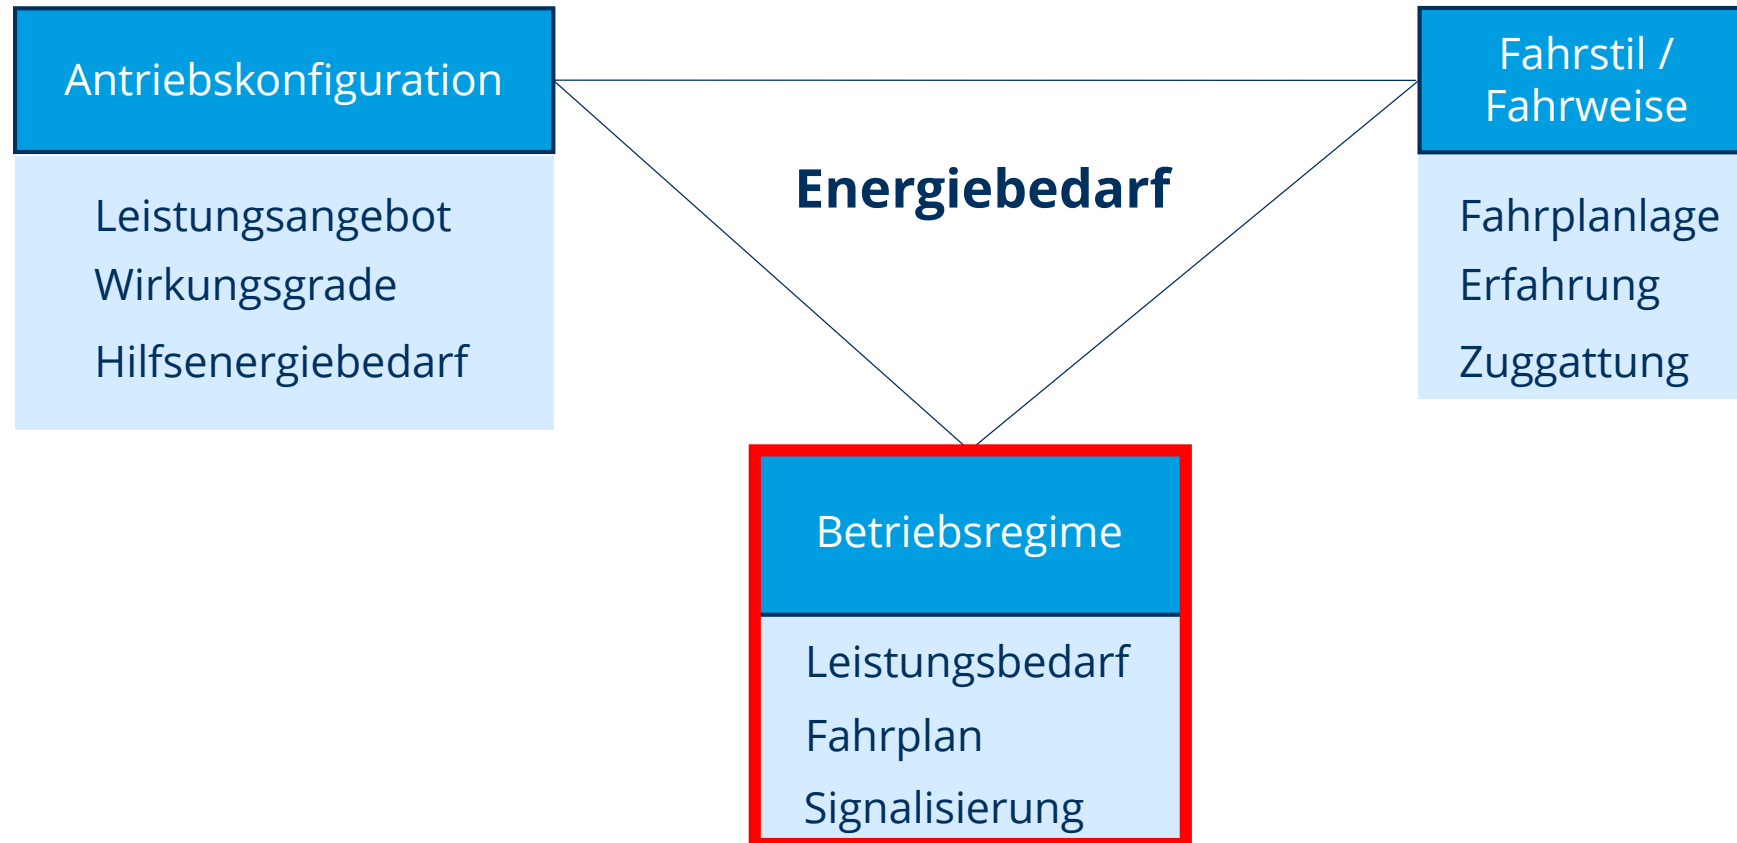 Antriebskonfiguration
Leistungsangebot
Wirkungsgrade
Hilfsenergiebedarf
Energiebedarf
Fahrstil /
Fahrweise
Fahrplanlage
Erfahrung
Zuggattung
Betriebsregime
Leistungsbedarf
Fahrplan
Signalisierung